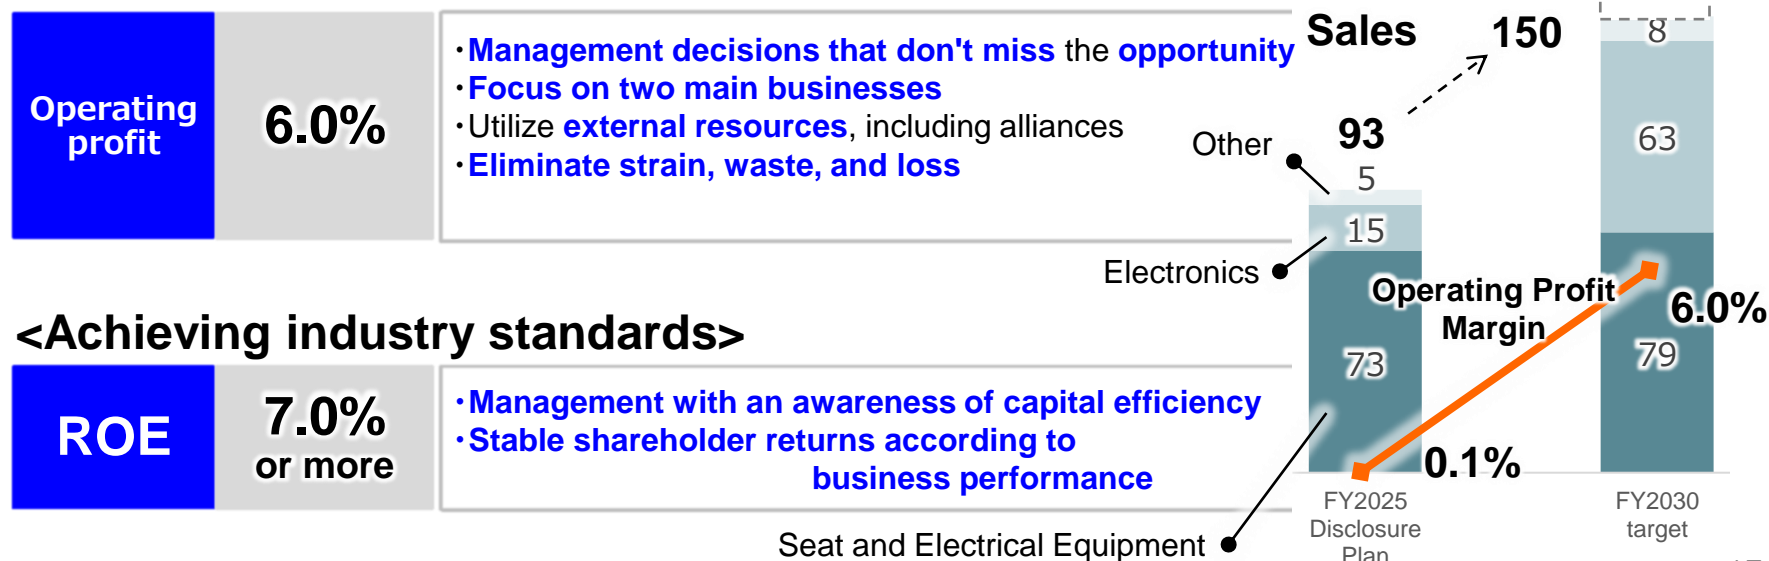 Operating
profit
6.0%
・Management decisions that don't miss the opportunity
・Focus on two main businesses
・Utilize external resources, including alliances
・Eliminate strain, waste, and loss
<Achieving industry standards>
ROE
7.0%
or more
・Management with an awareness of capital efficiency
・Stable shareholder returns according to
business performance
Sales
150
93
Other
5
15
Electronics
73
Seat and Electrical Equipment
8
63
79
Operating Profit
Margin
6.0%
0.1%
FY2025
Disclosure
Plan
FY2030
target